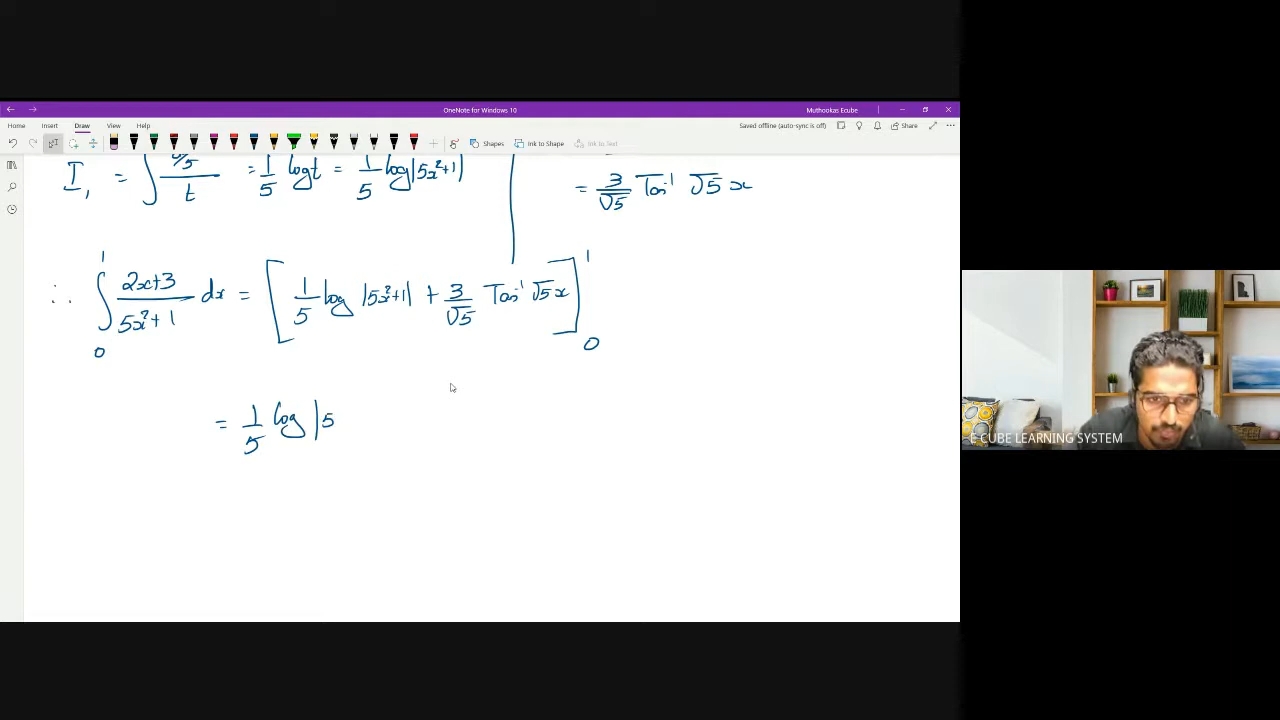 OneNote for Windows 10
Muthookas Ecube
Home Insert Draw View Help
Saved offline (auto-sync is off) Share
Shapes Ink to Shape Ink to Text
I₁ = ∫ /5 / t = 1/5 log t = 1/5 log|5x²+1|
= 3/√5 Tan⁻¹ √5 x
∴ ∫₀¹ (2x+3)/(5x²+1) dx = [ 1/5 log |5x²+1| + 3/√5 Tan⁻¹ √5x ]₀¹
= 1/5 log |5
E CUBE LEARNING SYSTEM